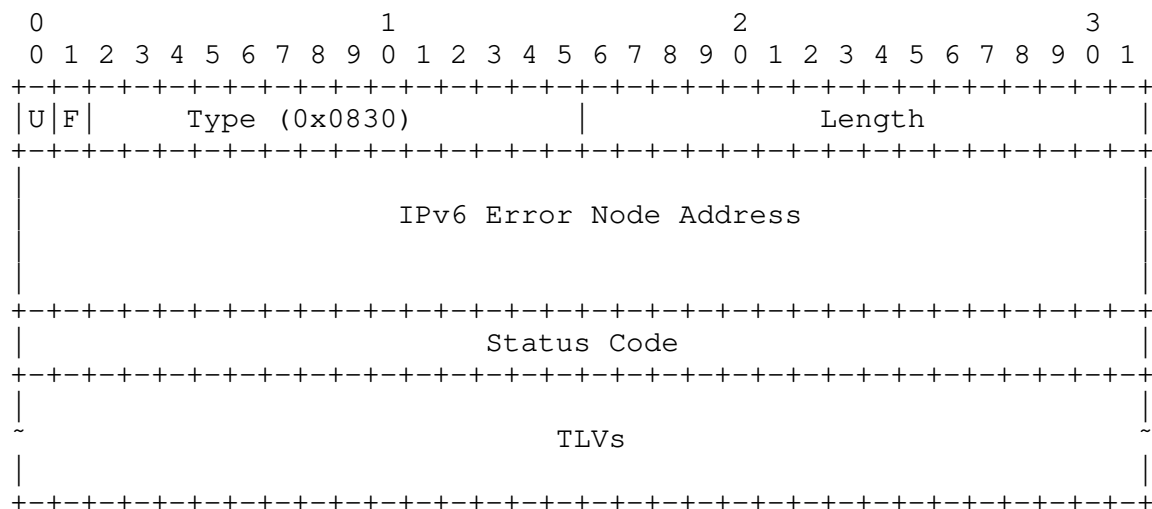 0                   1                   2                   3
 0 1 2 3 4 5 6 7 8 9 0 1 2 3 4 5 6 7 8 9 0 1 2 3 4 5 6 7 8 9 0 1
+-+-+-+-+-+-+-+-+-+-+-+-+-+-+-+-+-+-+-+-+-+-+-+-+-+-+-+-+-+-+-+-+
|U|F|     Type (0x0830)         |             Length            |
+-+-+-+-+-+-+-+-+-+-+-+-+-+-+-+-+-+-+-+-+-+-+-+-+-+-+-+-+-+-+-+-+
|                                                               |
|                     IPv6 Error Node Address                   |
|                                                               |
|                                                               |
+-+-+-+-+-+-+-+-+-+-+-+-+-+-+-+-+-+-+-+-+-+-+-+-+-+-+-+-+-+-+-+-+
|                          Status Code                          |
+-+-+-+-+-+-+-+-+-+-+-+-+-+-+-+-+-+-+-+-+-+-+-+-+-+-+-+-+-+-+-+-+
|                                                               |
~                              TLVs                             ~
|                                                               |
+-+-+-+-+-+-+-+-+-+-+-+-+-+-+-+-+-+-+-+-+-+-+-+-+-+-+-+-+-+-+-+-+